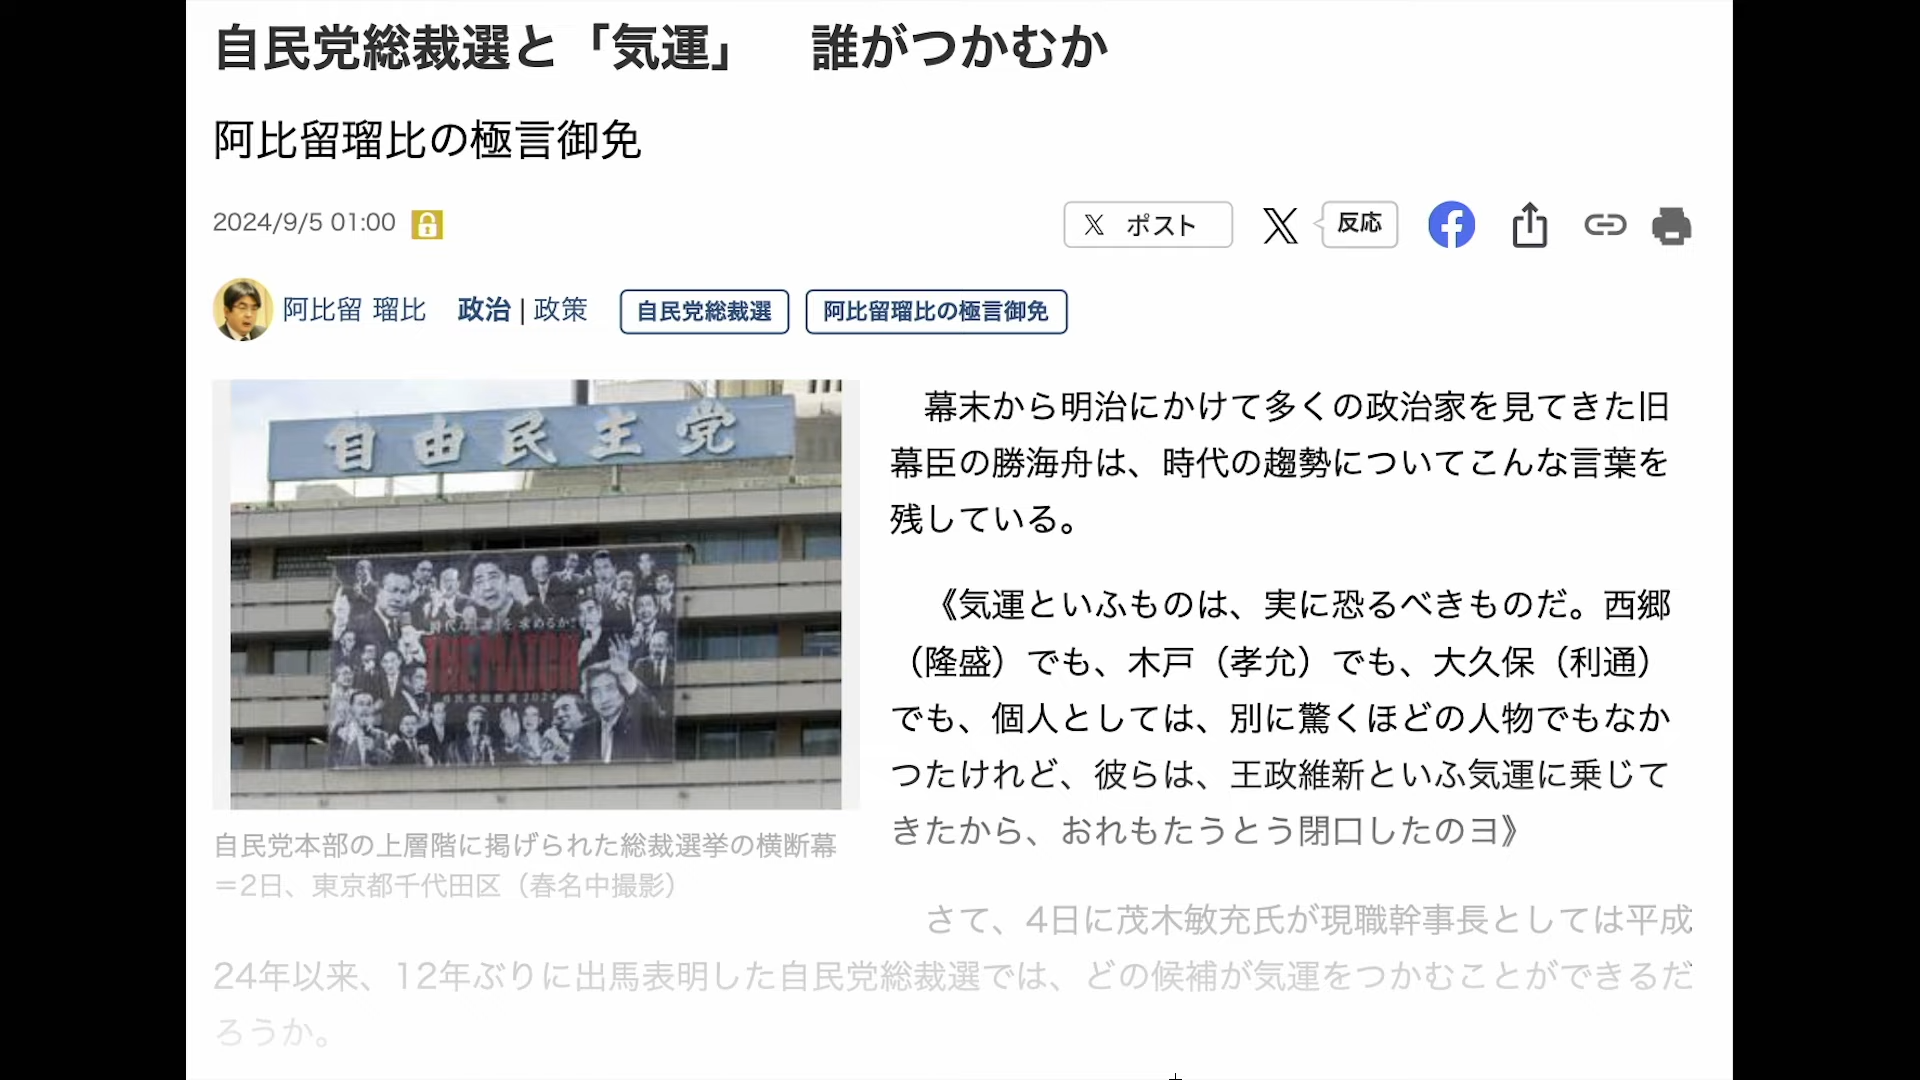 自民党総裁選と「気運」　誰がつかむか
阿比留瑠比の極言御免
2024/9/5 01:00
ポスト
反応
阿比留 瑠比
政治 | 政策
自民党総裁選
阿比留瑠比の極言御免
自由民主党
時代は「誰」を求めるか?
THE MATCH
自民党総裁選 2024
自民党本部の上層階に掲げられた総裁選挙の横断幕
＝2日、東京都千代田区（春名中撮影）
幕末から明治にかけて多くの政治家を見てきた旧
幕臣の勝海舟は、時代の趨勢についてこんな言葉を
残している。
《気運といふものは、実に恐るべきものだ。西郷
（隆盛）でも、木戸（孝允）でも、大久保（利通）
でも、個人としては、別に驚くほどの人物でもなか
つたけれど、彼らは、王政維新といふ気運に乗じて
きたから、おれもたうとう閉口したのヨ》
さて、4日に茂木敏充氏が現職幹事長としては平成
24年以来、12年ぶりに出馬表明した自民党総裁選では、どの候補が気運をつかむことができるだ
ろうか。